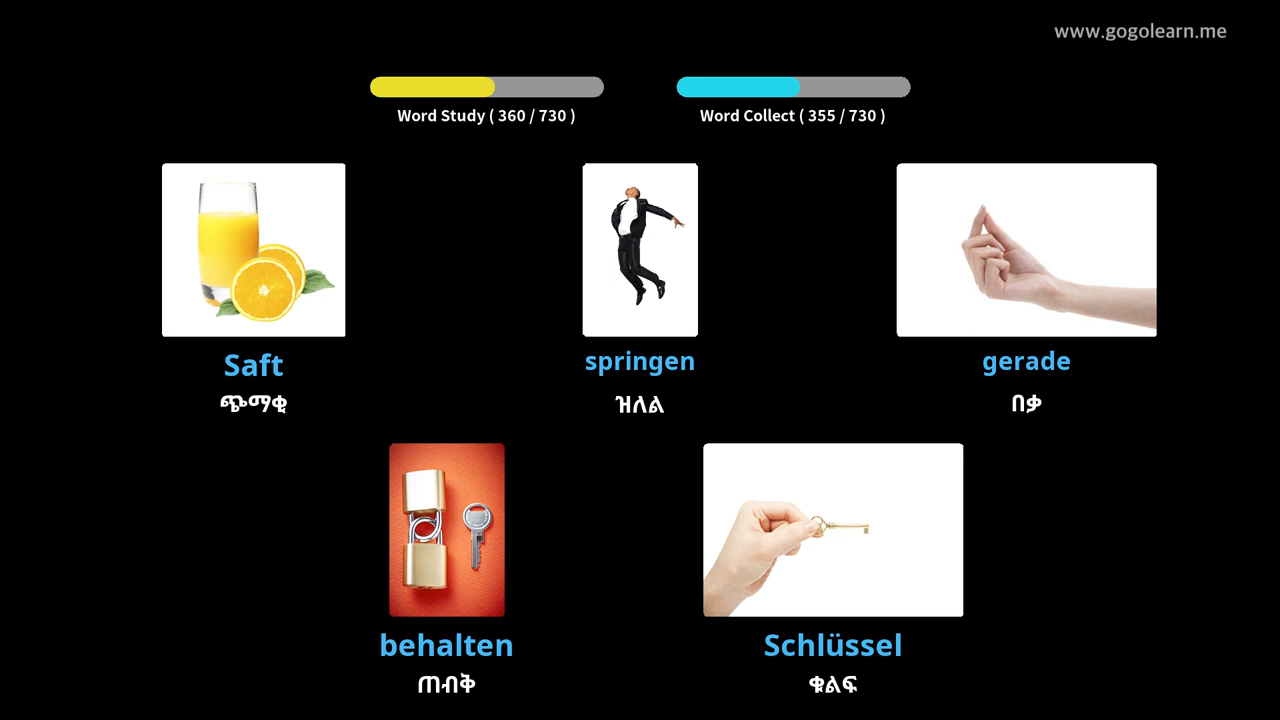 www.gogolearn.me
Word Study ( 360 / 730 )
Word Collect ( 355 / 730 )
Saft
springen
gerade
ጭማቂ
ዝለል
በቃ
behalten
Schlüssel
ጠብቅ
ቁልፍ